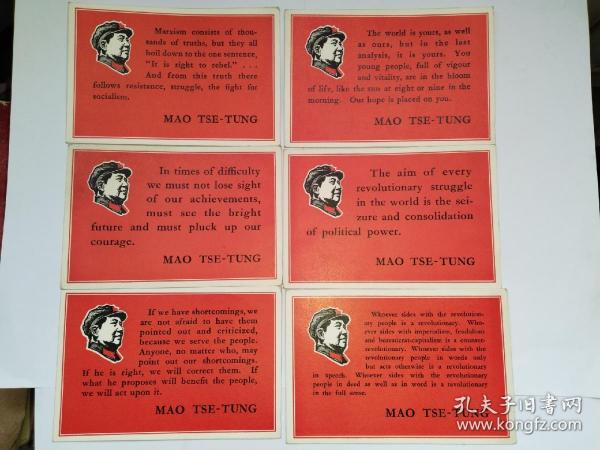 Marxism consists of thou-
sands of truths, but they all
boil down to the one sentence,
"It is right to rebel." . . .
And from this truth there
follows resistance, struggle, the fight for
socialism.
MAO TSE-TUNG
The world is yours, as well
as ours, but in the last
analysis, it is yours. You
young people, full of vigour
and vitality, are in the bloom
of life, like the sun at eight or nine in the
morning. Our hope is placed on you.
MAO TSE-TUNG
In times of difficulty
we must not lose sight
of our achievements,
must see the bright
future and must pluck up our
courage.
MAO TSE-TUNG
The aim of every
revolutionary struggle
in the world is the sei-
zure and consolidation
of political power.
MAO TSE-TUNG
If we have shortcomings, we
are not afraid to have them
pointed out and criticized,
because we serve the people.
Anyone, no matter who, may
point out our shortcomings.
If he is right, we will correct them. If
what he proposes will benefit the people,
we will act upon it.
MAO TSE-TUNG
Whoever sides with the revolution-
ary people is a revolutionary. Who-
ever sides with imperialism, feudalism
and bureaucrat-capitalism is a counter-
revolutionary. Whoever sides with the
revolutionary people in words only
but acts otherwise is a revolutionary
in speech. Whoever sides with the revolutionary
people in deed as well as in word is a revolutionary
in the full sense.
MAO TSE-TUNG
孔夫子旧书网
www.kongfz.com